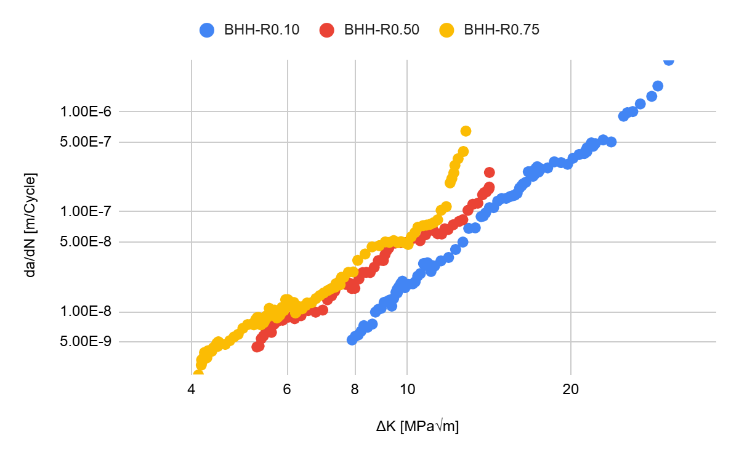 BHH-R0.10 BHH-R0.50 BHH-R0.75
da/dN [m/Cycle]
1.00E-6
5.00E-7
1.00E-7
5.00E-8
1.00E-8
5.00E-9
4 6 8 10 20
ΔK [MPa√m]